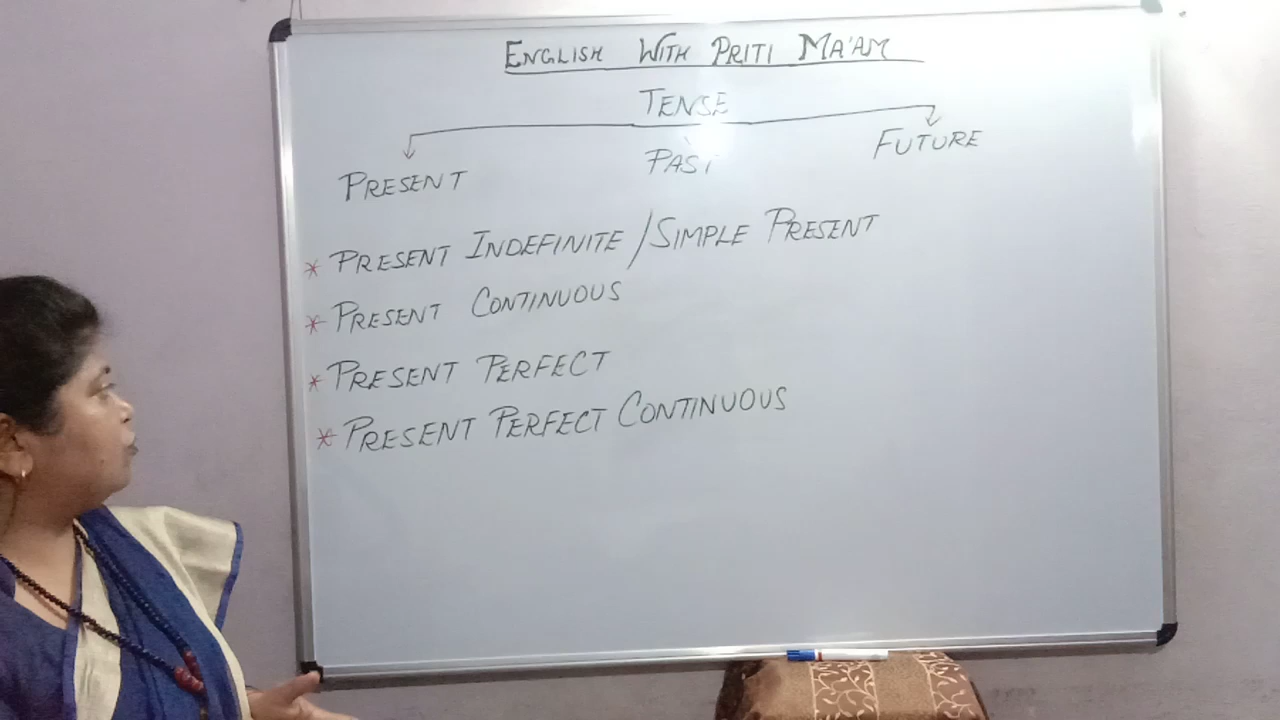 ENGLISH WITH PRITI MA'AM
TENSE
PRESENT PAST FUTURE
* PRESENT INDEFINITE / SIMPLE PRESENT
* PRESENT CONTINUOUS
* PRESENT PERFECT
* PRESENT PERFECT CONTINUOUS